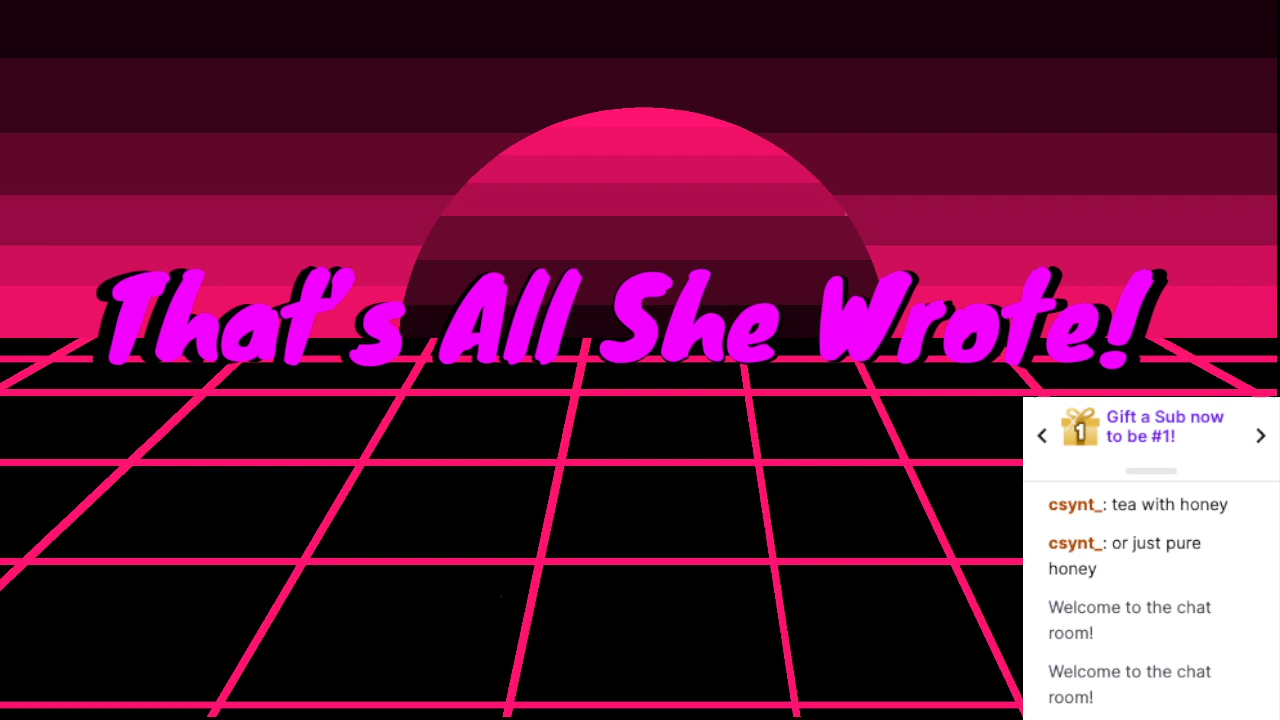 That's All She Wrote!
1
Gift a Sub now
to be #1!
csynt_: tea with honey
csynt_: or just pure
honey
Welcome to the chat
room!
Welcome to the chat
room!